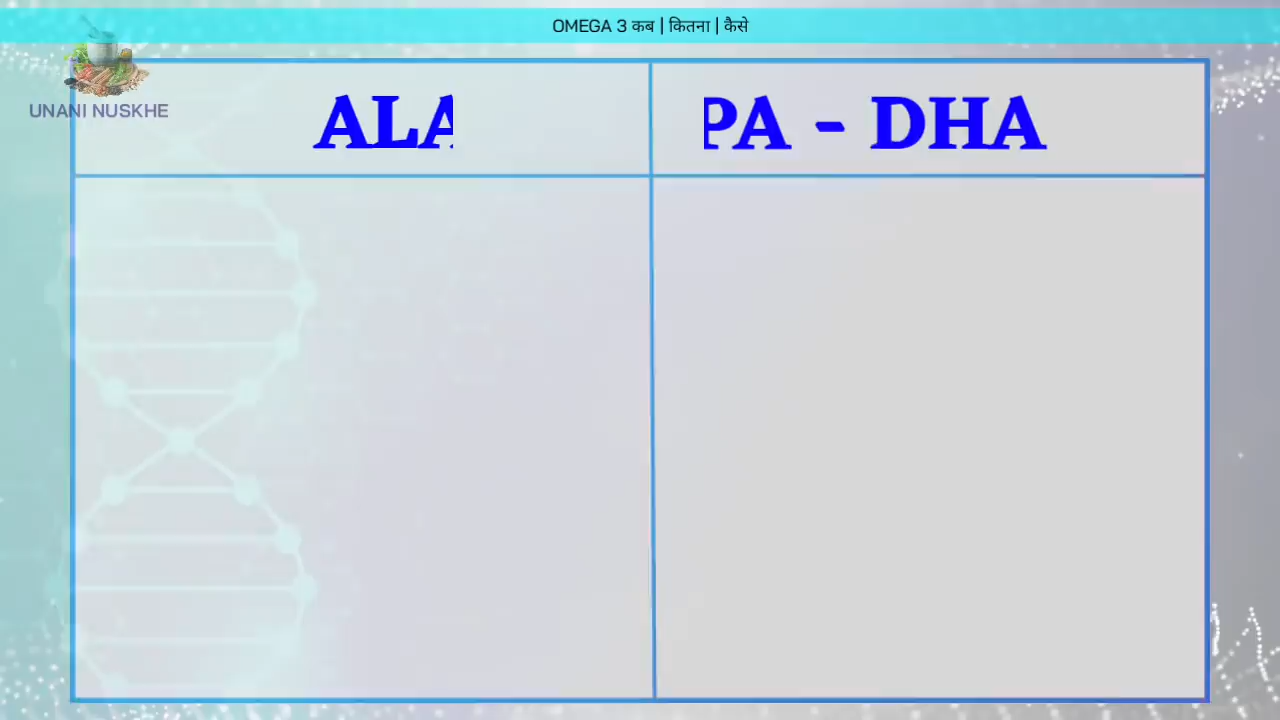 OMEGA 3 कब | कितना | कैसे
UNANI NUSKHE
ALA
PA - DHA